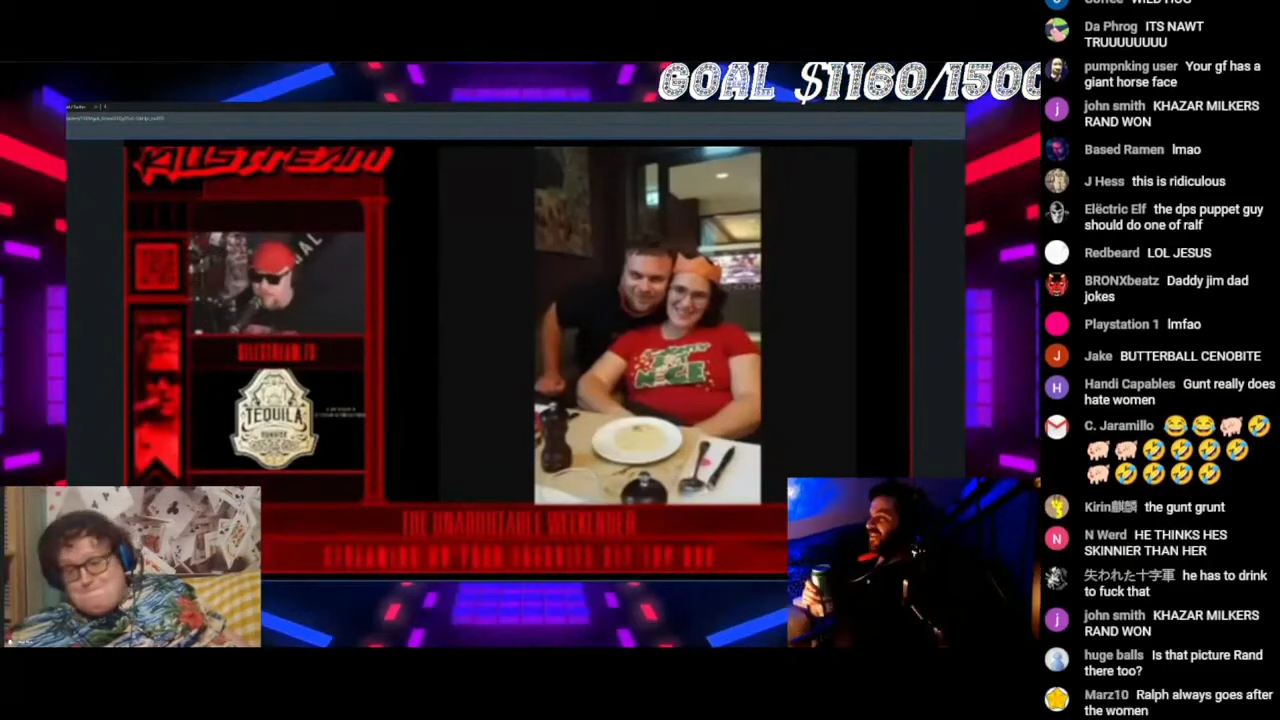 GOAL $1160/1500
KILLSTREAM
TEQUILA
Conee WILD HOG
Da Phrog ITS NAWT
TRUUUUUUUU
pumpnking user Your gf has a
giant horse face
john smith KHAZAR MILKERS
RAND WON
Based Ramen lmao
J Hess this is ridiculous
Elëctric Elf the dps puppet guy
should do one of ralf
Redbeard LOL JESUS
BRONXbeatz Daddy jim dad
jokes
Playstation 1 lmfao
Jake BUTTERBALL CENOBITE
Handi Capables Gunt really does
hate women
C. Jaramillo 😂😂🐖🤣
🐖🐖🤣🤣🤣🤣
🐖🤣🤣🤣🤣
Kirin麒麟 the gunt grunt
N Werd HE THINKS HES
SKINNIER THAN HER
失われた十字軍 he has to drink
to fuck that
john smith KHAZAR MILKERS
RAND WON
huge balls Is that picture Rand
there too?
Marz10 Ralph always goes after
the women